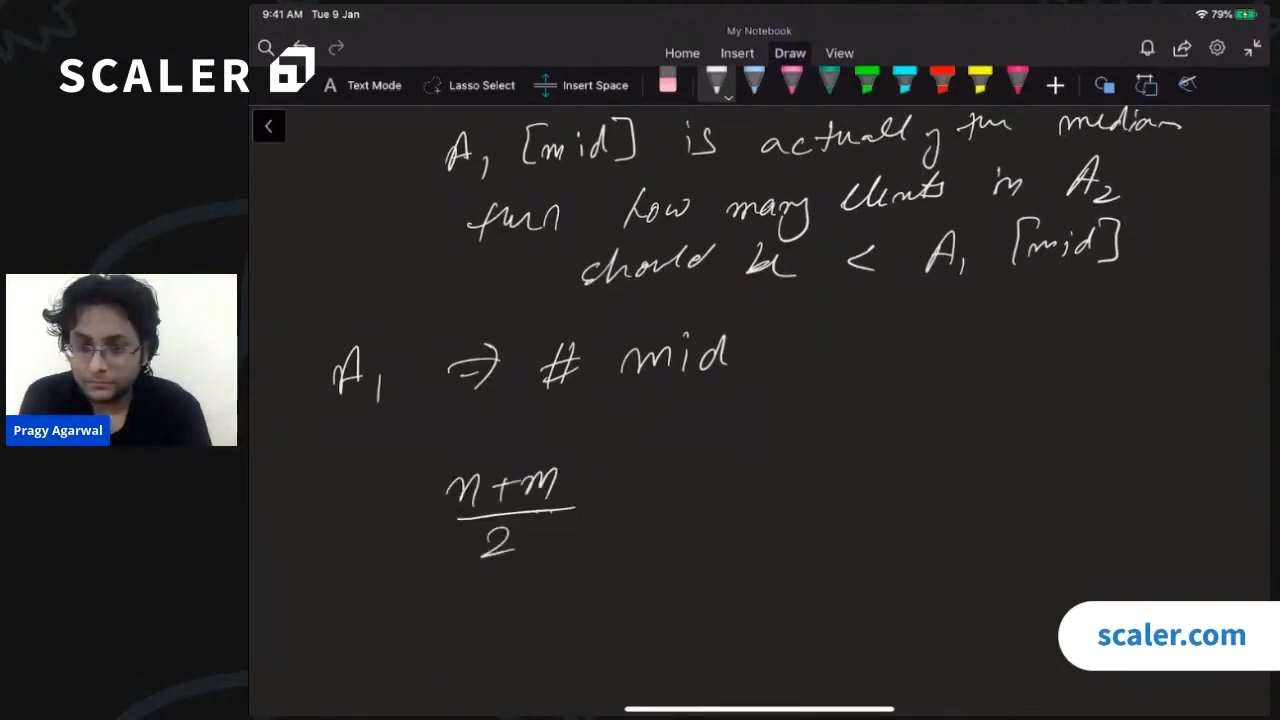 9:41 AM Tue 9 Jan
79%
My Notebook
SCALER
Home Insert Draw View
A Text Mode Lasso Select Insert Space
A1 [mid] is actually the median
then how many elements in A2
should be < A1 [mid]
A1 ⇒ # mid
Pragy Agarwal
n+m
2
scaler.com